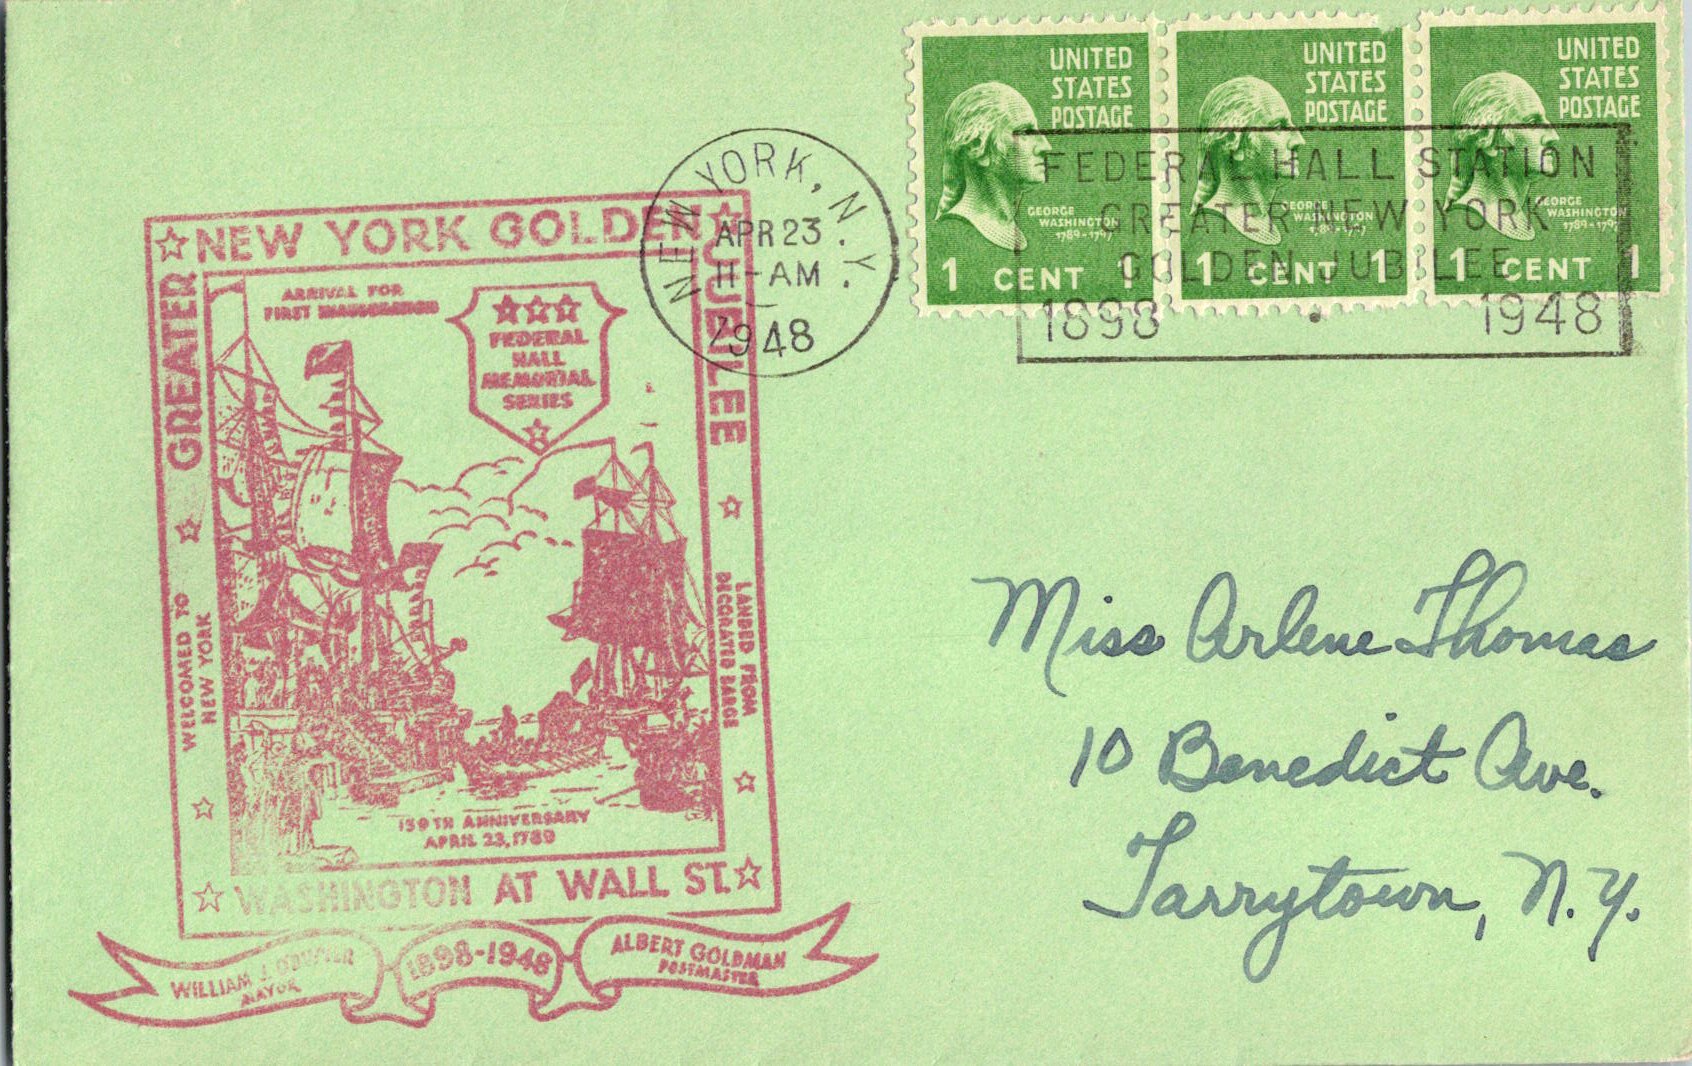 UNITED
STATES
POSTAGE
GEORGE
WASHINGTON
1789-1797
1 CENT 1
UNITED
STATES
POSTAGE
GEORGE
WASHINGTON
1789-1797
1 CENT 1
UNITED
STATES
POSTAGE
GEORGE
WASHINGTON
1789-1797
1 CENT 1
NEW YORK, N.Y.
APR 23
11-AM
1948
FEDERAL HALL STATION
GREATER NEW YORK
GOLDEN JUBILEE
1898 • 1948
GREATER
NEW YORK GOLDEN
JUBILEE
ARRIVAL FOR
FIRST INAUGURATION
FEDERAL
HALL
MEMORIAL
SERIES
WELCOMED TO
NEW YORK
LANDED FROM
DECORATED BARGE
159TH ANNIVERSARY
APRIL 23, 1789
WASHINGTON AT WALL ST.
WILLIAM J. O'DWYER
MAYOR
1898-1948
ALBERT GOLDMAN
POSTMASTER
Miss Arlene Thomas
10 Benedict Ave.
Tarrytown, N.Y.